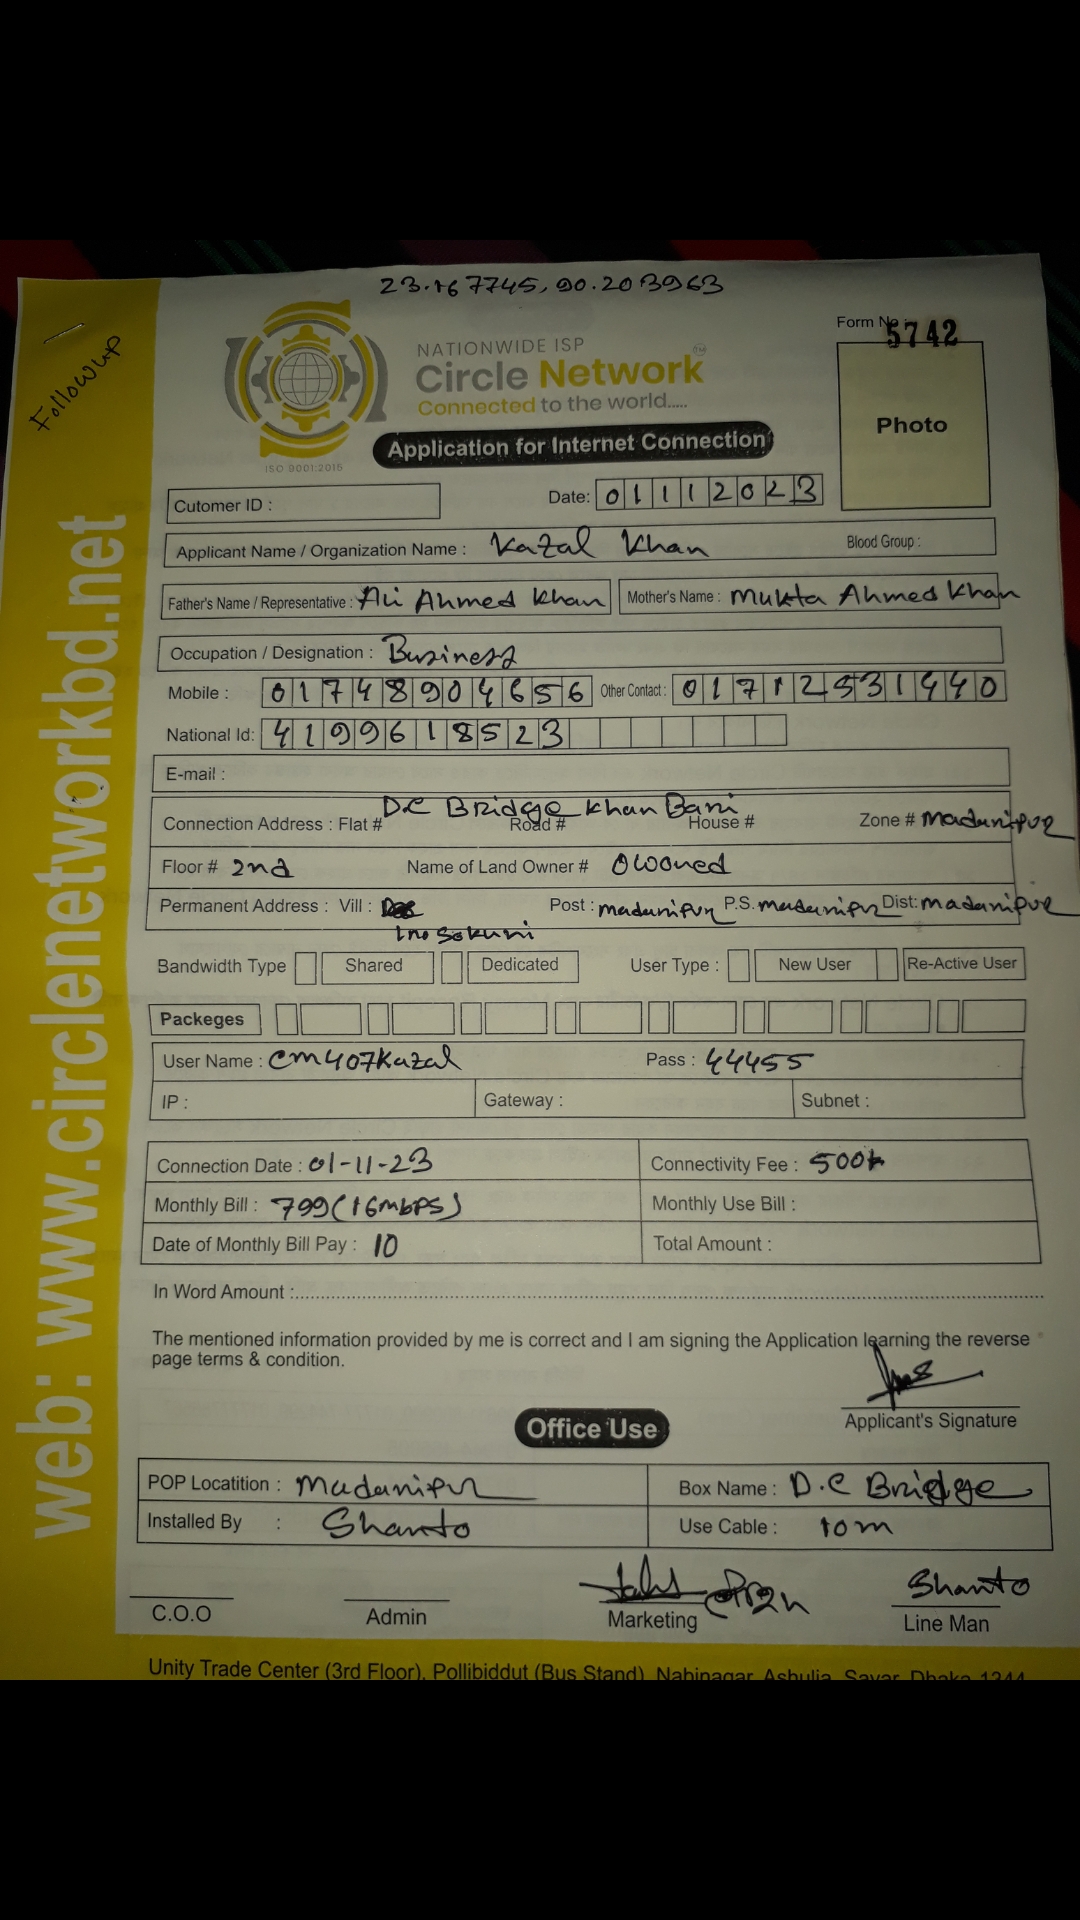 23.167745, 90.203963
Followup
Form No 5742
NATIONWIDE ISP
Circle Network
Connected to the world.....
ISO 9001:2015
Application for Internet Connection
Photo
Cutomer ID :
Date: 01112023
Applicant Name / Organization Name : Kazal Khan Blood Group :
Father's Name / Representative : Ali Ahmed Khan Mother's Name : Mukta Ahmed Khan
Occupation / Designation : Business
Mobile : 01748904656 Other Contact : 01712531440
National Id: 4199618523
E-mail :
D.C Bridge Khan Bari
Connection Address : Flat # Road # House # Zone # madaripur
Floor # 2nd Name of Land Owner # Owoned
Permanent Address : Vill : Post : madaripur P.S. madaripur Dist: madaripur
Bandwidth Type Shared Dedicated User Type : New User Re-Active User
Packeges
User Name : cm407kazal Pass : 44455
IP : Gateway : Subnet :
Connection Date : 01-11-23 Connectivity Fee : 500
Monthly Bill : 799(16mbps) Monthly Use Bill :
Date of Monthly Bill Pay : 10 Total Amount :
In Word Amount :
The mentioned information provided by me is correct and I am signing the Application learning the reverse
page terms & condition.
Applicant's Signature
Office Use
POP Locatition : Madaripur Box Name : D.C Bridge
Installed By : Shanto Use Cable : 10m
Shanto
C.O.O Admin Marketing Line Man
Unity Trade Center (3rd Floor), Pollibiddut (Bus Stand), Nabinagar, Ashulia, Savar, Dhaka-1344
web: www.circlenetworkbd.net